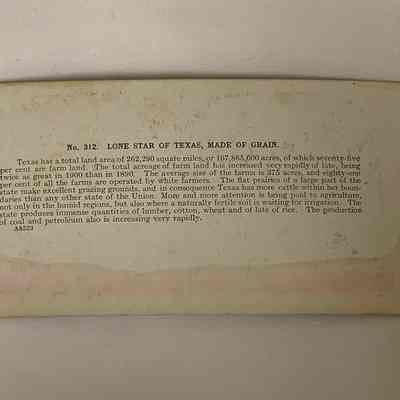 No. 312. LONE STAR OF TEXAS, MADE OF GRAIN.
Texas has a total land area of 262,290 square miles, or 167,865,600 acres, of which seventy-five
per cent are farm land. The total acreage of farm land has increased very rapidly of late, being
twice as great in 1900 than in 1890. The average size of the farms is 375 acres, and eighty-one
per cent of all the farms are operated by white farmers. The flat prairies of a large part of the
state make excellent grazing grounds, and in consequence Texas has more cattle within her boun-
daries than any other state of the Union. More and more attention is being paid to agriculture,
not only in the humid regions, but also where a naturally fertile soil is waiting for irrigation. The
state produces immense quantities of lumber, cotton, wheat and of late of rice. The production
of coal and petroleum also is increasing very rapidly.